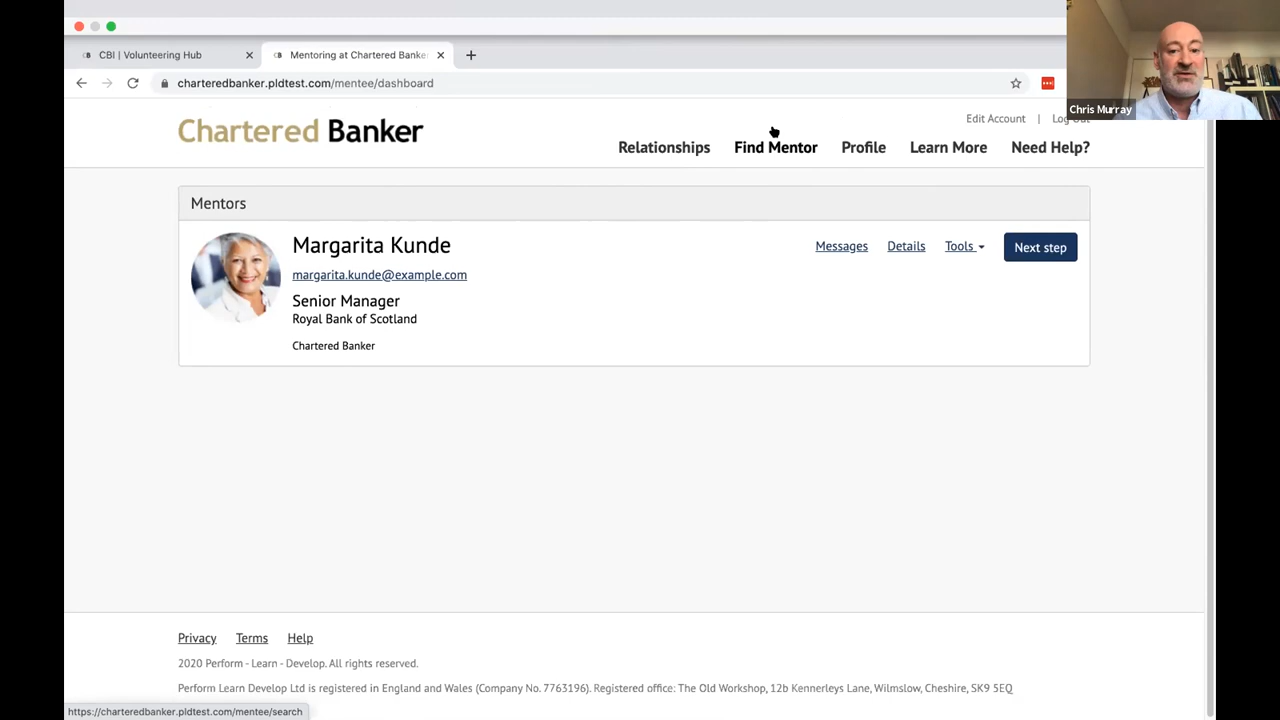 CBI | Volunteering Hub
Mentoring at Chartered Banker
charteredbanker.pldtest.com/mentee/dashboard
Chris Murray
Edit Account | Log Out
Chartered Banker
Relationships Find Mentor Profile Learn More Need Help?
Mentors
Margarita Kunde
Messages Details Tools Next step
margarita.kunde@example.com
Senior Manager
Royal Bank of Scotland
Chartered Banker
Privacy Terms Help
2020 Perform - Learn - Develop. All rights reserved.
Perform Learn Develop Ltd is registered in England and Wales (Company No. 7763196). Registered office: The Old Workshop, 12b Kennerleys Lane, Wilmslow, Cheshire, SK9 5EQ
https://charteredbanker.pldtest.com/mentee/search